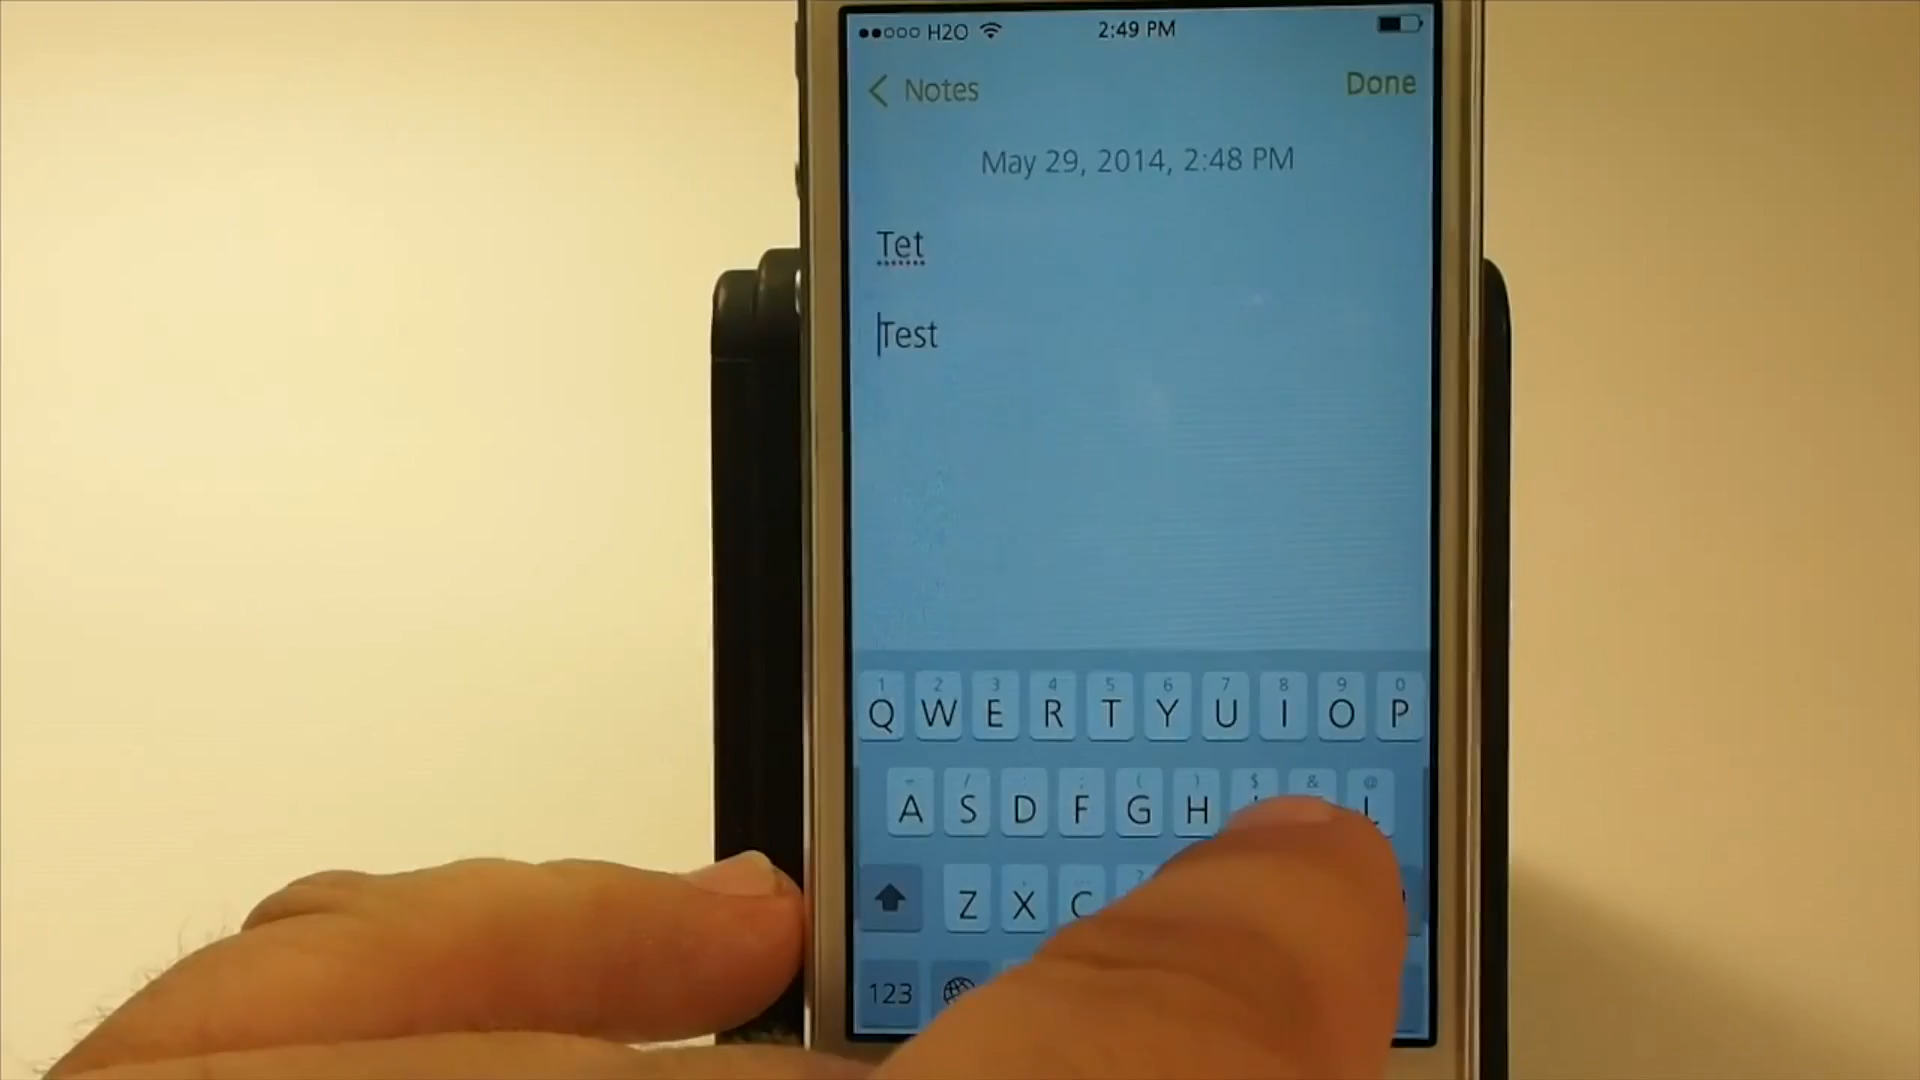 H2O 2:49 PM
Notes Done
May 29, 2014, 2:48 PM
Tet
Test
1 2 3 4 5 6 7 8 9 0
Q W E R T Y U I O P
/ ; ( ) $ & @
A S D F G H L
Z X C
123